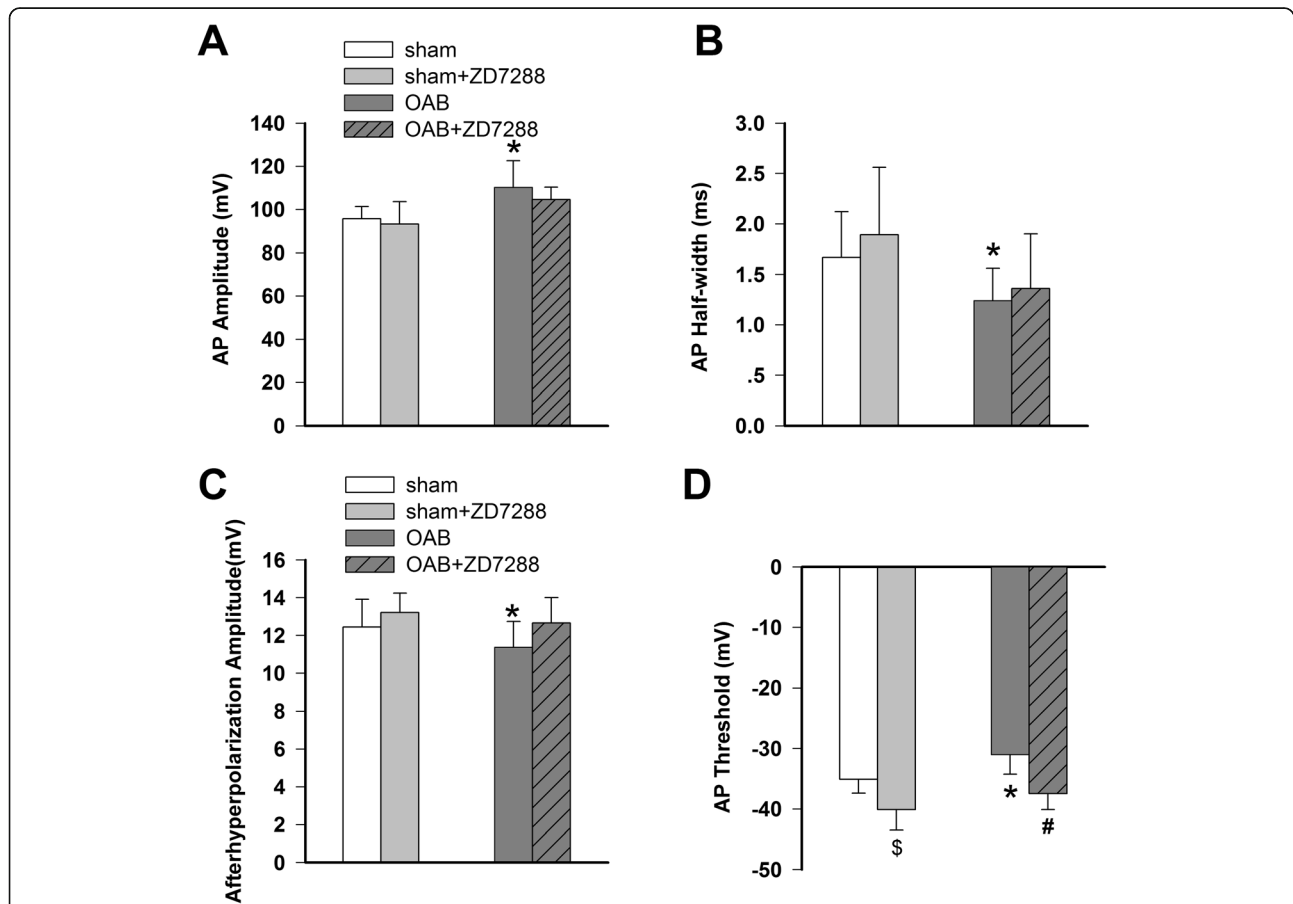 A
sham
sham+ZD7288
OAB
OAB+ZD7288
AP Amplitude (mV)
140
120
100
80
60
40
20
0
*
B
AP Half-width (ms)
3.0
2.5
2.0
1.5
1.0
.5
0.0
*
C
sham
sham+ZD7288
OAB
OAB+ZD7288
Afterhyperpolarization Amplitude(mV)
16
14
12
10
8
6
4
2
0
*
D
AP Threshold (mV)
0
-10
-20
-30
-40
-50
$
*
#